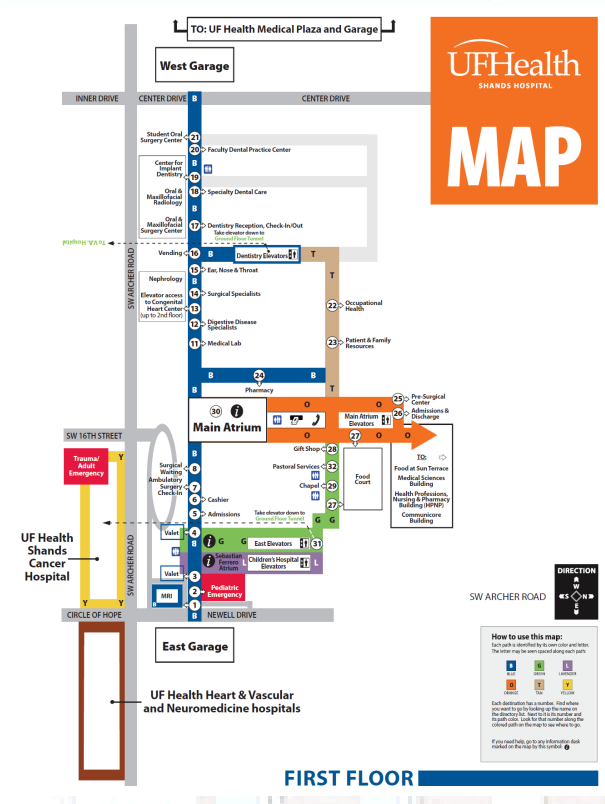 TO: UF Health Medical Plaza and Garage
West Garage
UFHealth
SHANDS HOSPITAL
MAP
INNER DRIVE
CENTER DRIVE
B
CENTER DRIVE
Student Oral
Surgery Center
21
20
Faculty Dental Practice Center
B
Center for
Implant
Dentistry
19
Oral &
Maxillofacial
Radiology
18
Specialty Dental Care
B
Oral &
Maxillofacial
Surgery Center
17
Dentistry Reception, Check-In/Out
Take elevator down to
Ground Floor Tunnel
To V.A. Hospital
Vending
16
B
Dentistry Elevators
T
SW ARCHER ROAD
15
Ear, Nose & Throat
T
Nephrology
B
Elevator access
to Congenital
Heart Center
(up to 2nd floor)
14
Surgical Specialists
13
22
Occupational
Health
12
Digestive Disease
Specialists
11
Medical Lab
23
Patient & Family
Resources
B
24
B
B
Pharmacy
T
30
i
Main Atrium
O
O
Main Atrium
Elevators
25
Pre-Surgical
Center
26
Admissions &
Discharge
O
27
O
O
SW 16TH STREET
B
Gift Shop
28
TO:
Food at Sun Terrace
Medical Sciences
Building
Health Professions,
Nursing & Pharmacy
Building (HPNP)
Communicore
Building
Trauma/
Adult
Emergency
Y
Y
Surgical
Waiting
8
Pastoral Services
32
Food
Court
Ambulatory
Surgery
Check-In
7
Chapel
29
6
Cashier
27
5
Admissions
Take elevator down to
Ground Floor Tunnel
G
G
UF Health
Shands
Cancer
Hospital
Valet
4
B
i
G
G
East Elevators
31
i
Sebastian
Ferrero
Atrium
L
Children's Hospital
Elevators
L
Valet
3
SW ARCHER ROAD
MRI
2
Pediatric
Emergency
B
1
Y
Y
CIRCLE OF HOPE
B
NEWELL DRIVE
East Garage
SW ARCHER ROAD
DIRECTION
W
S
N
E
UF Health Heart & Vascular
and Neuromedicine hospitals
How to use this map:
Each path is identified by its own color and letter.
The letter may be seen spaced along each path:
B
G
L
BLUE
GREEN
LAVENDER
O
T
Y
ORANGE
TAN
YELLOW
Each destination has a number. Find where
you want to go by looking up the name on
the directory list. Next to it is its number and
its path color. Look for that number along the
colored path on the map to see where to go.
If you need help, go to any information desk
marked on the map by this symbol: i
FIRST FLOOR